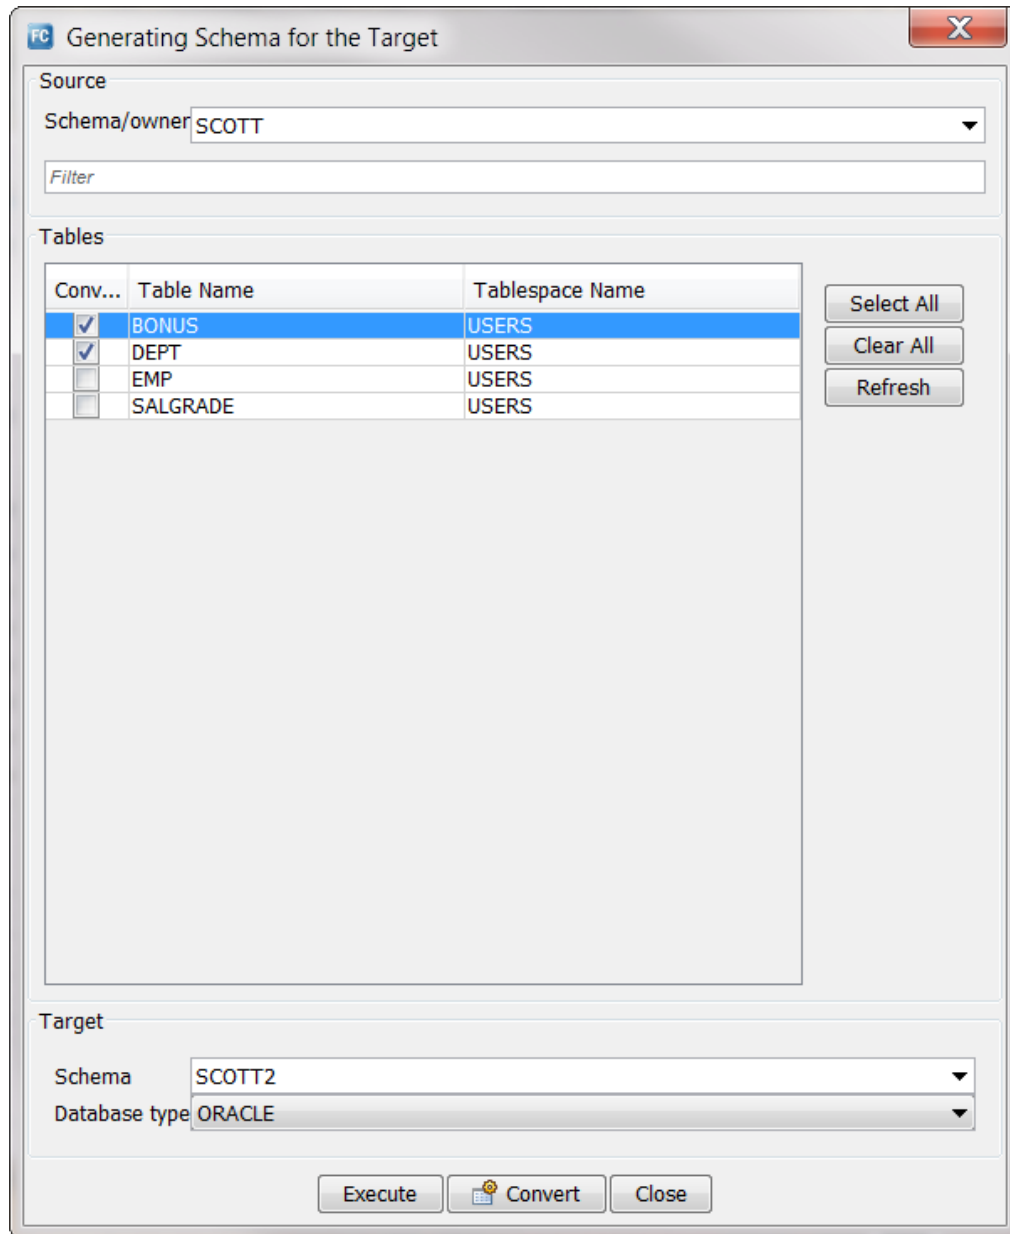 FC Generating Schema for the Target X
Source
Schema/owner SCOTT
Filter
Tables
Conv... Table Name Tablespace Name
BONUS USERS
DEPT USERS
EMP USERS
SALGRADE USERS
Select All
Clear All
Refresh
Target
Schema SCOTT2
Database type ORACLE
Execute Convert Close